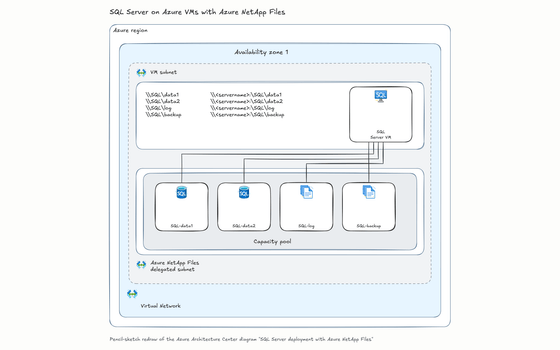 SQL Server on Azure VMs with Azure NetApp Files
Azure region
Availability zone 1
VM subnet
\\SQL\data1
\\SQL\data2
\\SQL\log
\\SQL\backup
\\<servername>\SQL\data1
\\<servername>\SQL\data2
\\<servername>\SQL\log
\\<servername>\SQL\backup
SQL
SQL
Server VM
SQL
SQL
SQL-data1
SQL-data2
SQL-log
SQL-backup
Capacity pool
Azure NetApp Files
delegated subnet
Virtual Network
Pencil-sketch redraw of the Azure Architecture Center diagram "SQL Server deployment with Azure NetApp Files"